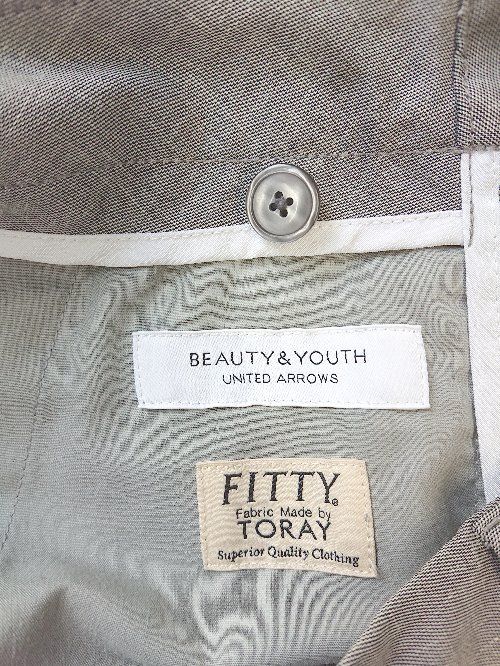 BEAUTY&YOUTH
UNITED ARROWS
FITTY®
Fabric Made by
TORAY
Superior Quality Clothing